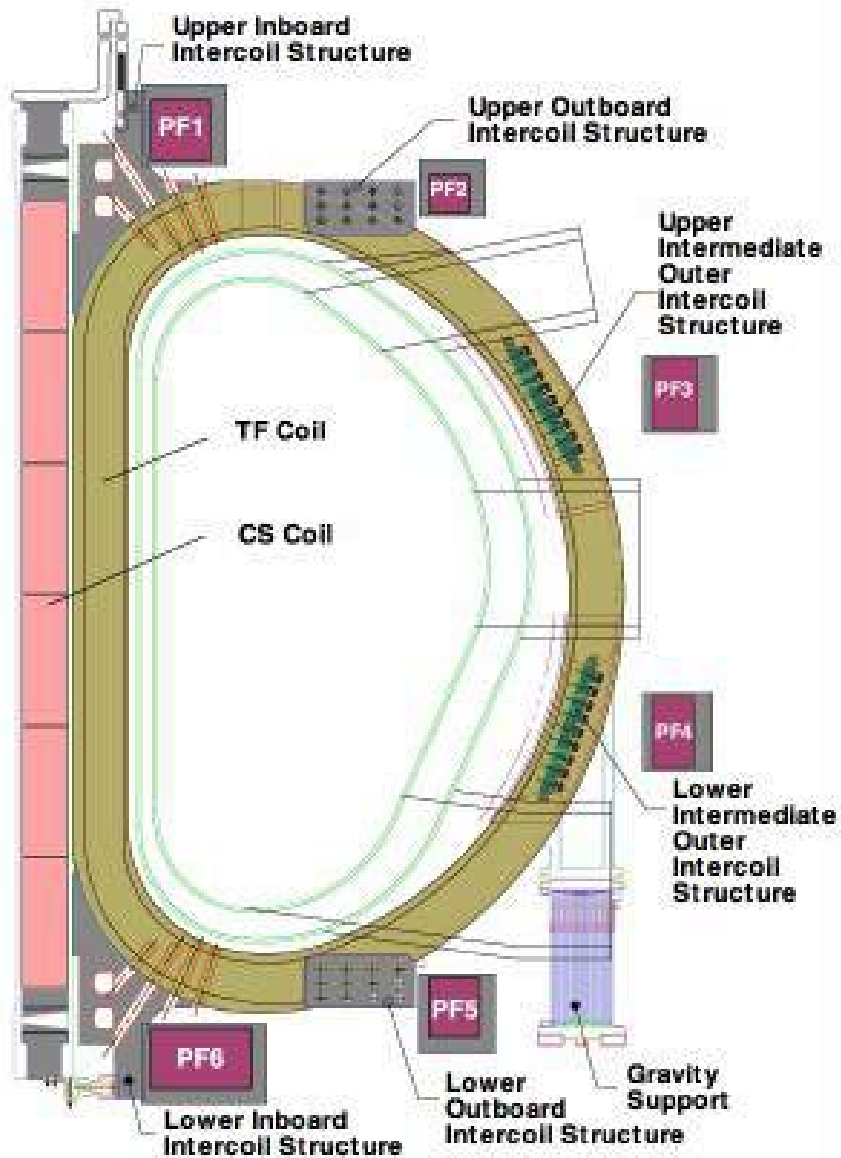 Upper Inboard
Intercoil Structure
PF1
Upper Outboard
Intercoil Structure
PF2
Upper
Intermediate
Outer
Intercoil
Structure
PF3
TF Coil
CS Coil
PF4
Lower
Intermediate
Outer
Intercoil
Structure
PF5
PF6
Gravity
Support
Lower
Outboard
Intercoil Structure
Lower Inboard
Intercoil Structure